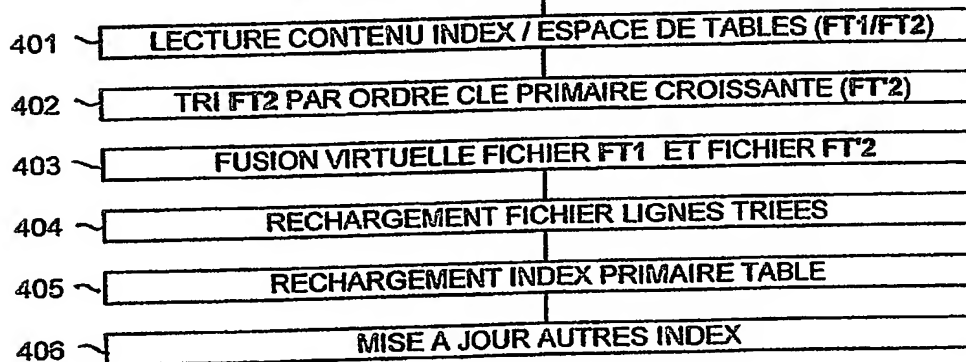 401 LECTURE CONTENU INDEX / ESPACE DE TABLES (FT1/FT2)
402 TRI FT2 PAR ORDRE CLE PRIMAIRE CROISSANTE (FT'2)
403 FUSION VIRTUELLE FICHIER FT1 ET FICHIER FT'2
404 RECHARGEMENT FICHIER LIGNES TRIEES
405 RECHARGEMENT INDEX PRIMAIRE TABLE
406 MISE A JOUR AUTRES INDEX